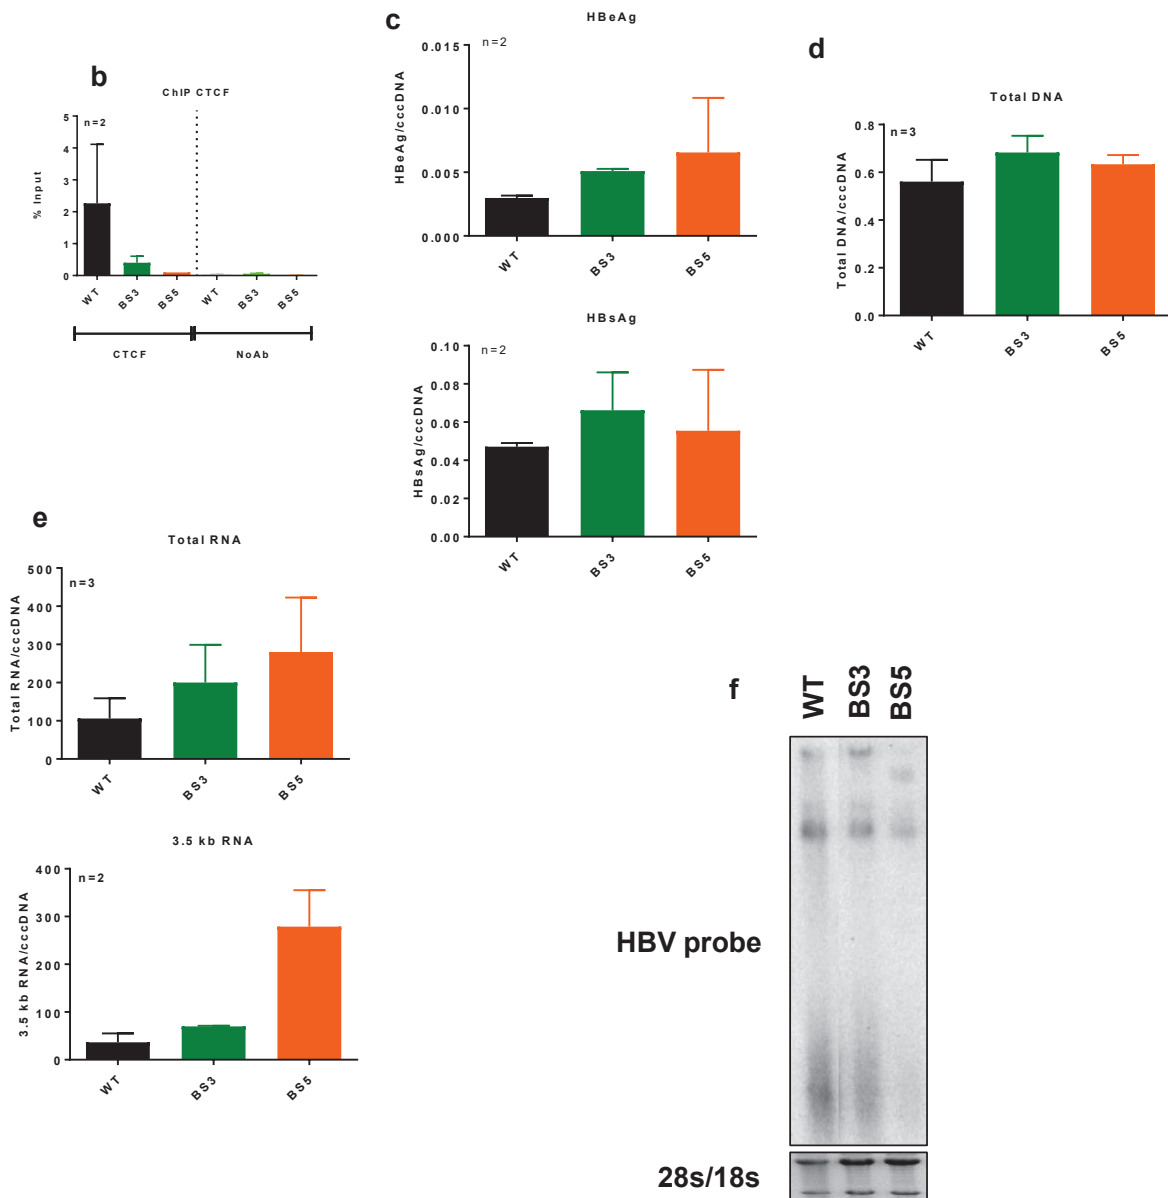 b
ChIP CTCF
n=2
% Input
5
4
3
2
1
0
WT
BS3
BS5
WT
BS3
BS5
CTCF
NoAb
c
HBeAg
n=2
HBeAg/cccDNA
0.015
0.010
0.005
0.000
WT
BS3
BS5
HBsAg
n=2
HBsAg/cccDNA
0.10
0.08
0.06
0.04
0.02
0.00
WT
BS3
BS5
d
Total DNA
n=3
Total DNA/cccDNA
0.8
0.6
0.4
0.2
0.0
WT
BS3
BS5
e
Total RNA
n=3
Total RNA/cccDNA
500
400
300
200
100
0
WT
BS3
BS5
3.5 kb RNA
n=2
3.5 kb RNA/cccDNA
400
300
200
100
0
WT
BS3
BS5
f
WT
BS3
BS5
HBV probe
28s/18s